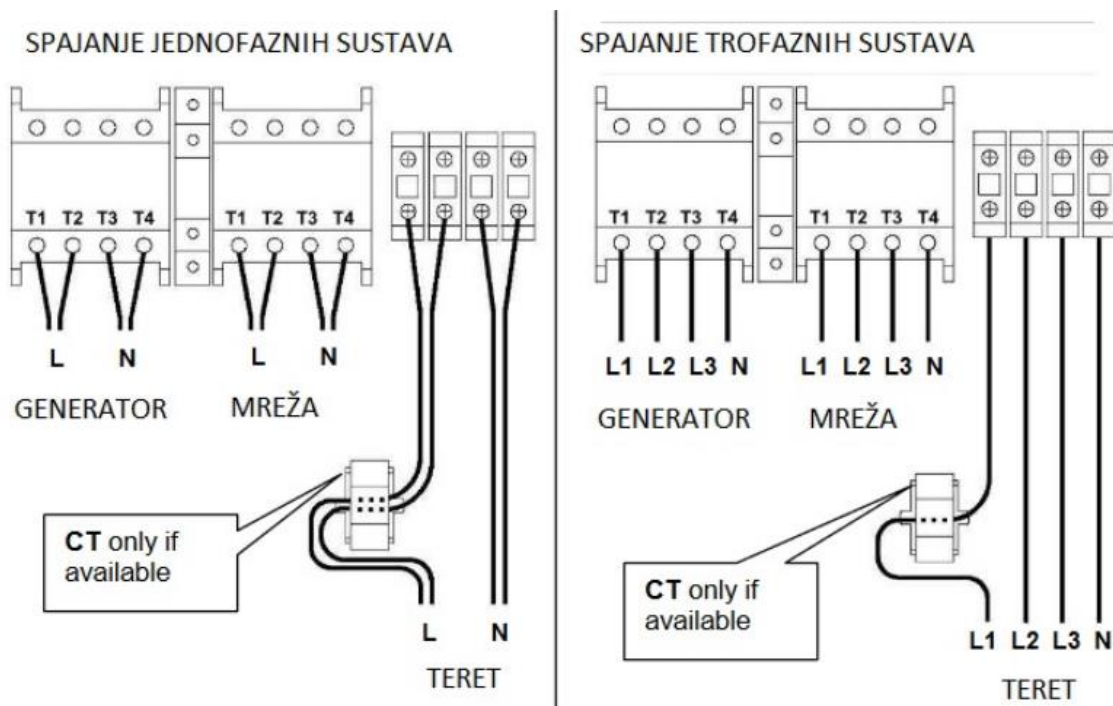 SPAJANJE JEDNOFAZNIH SUSTAVA
T1 T2 T3 T4
T1 T2 T3 T4
L N
L N
GENERATOR
MREŽA
CT only if
available
L N
TERET
SPAJANJE TROFAZNIH SUSTAVA
T1 T2 T3 T4
T1 T2 T3 T4
L1 L2 L3 N
L1 L2 L3 N
GENERATOR
MREŽA
CT only if
available
L1 L2 L3 N
TERET